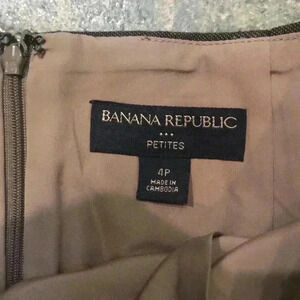 BANANA REPUBLIC
PETITES
4P
MADE IN
CAMBODIA